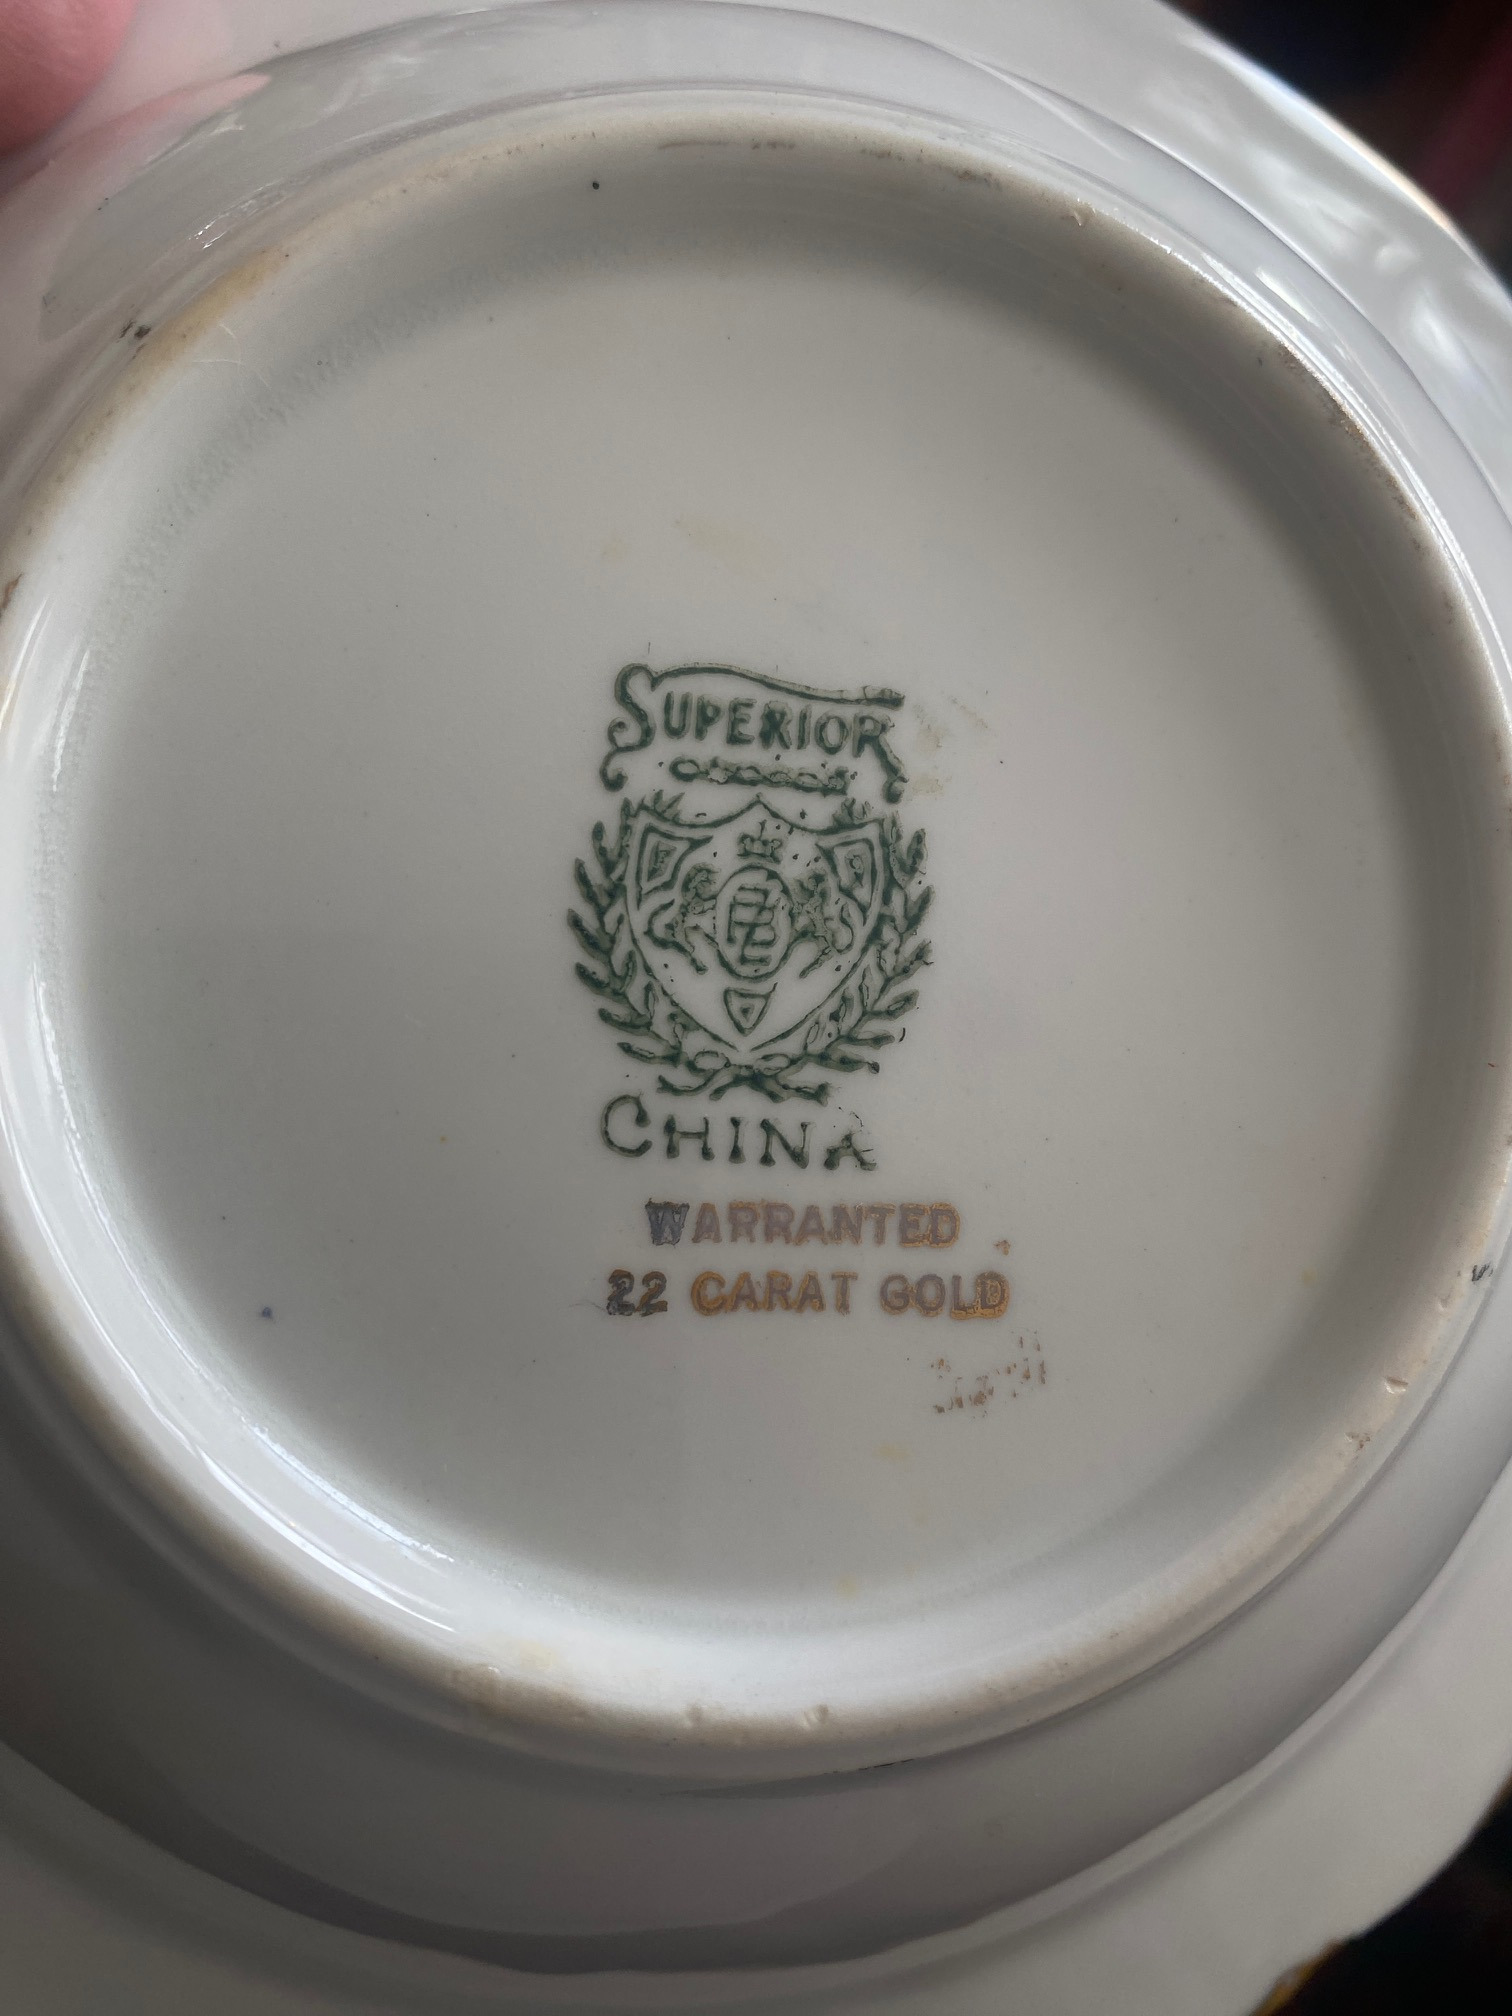 SUPERIOR
CHINA
WARRANTED
22 CARAT GOLD